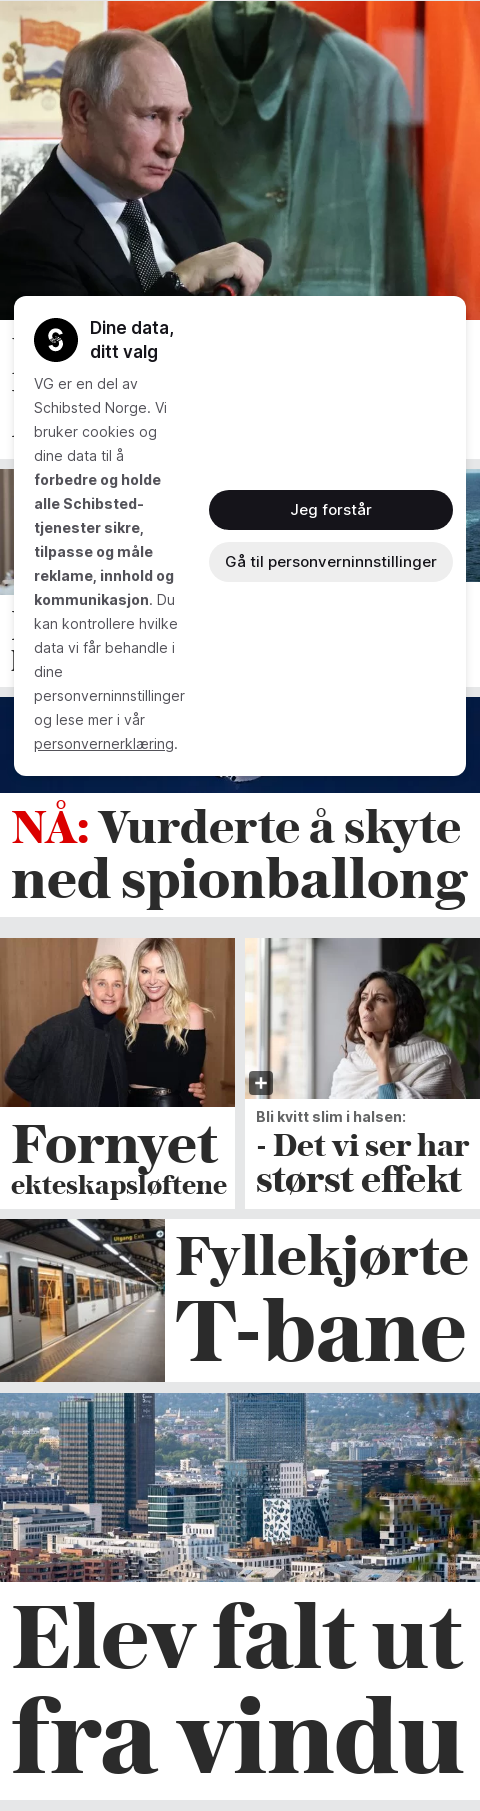 Dine data,
ditt valg
VG er en del av
Schibsted Norge. Vi
bruker cookies og
dine data til å
forbedre og holde
alle Schibsted-
tjenester sikre,
tilpasse og måle
reklame, innhold og
kommunikasjon. Du
kan kontrollere hvilke
data vi får behandle i
dine
personverninnstillinger
og lese mer i vår
personvernerklæring.
Jeg forstår
Gå til personverninnstillinger
NÅ: Vurderte å skyte
ned spionballong
Fornyet
ekteskapsløftene
Bli kvitt slim i halsen:
- Det vi ser har
størst effekt
Utgang Exit
Fyllekjørte
T-bane
Elev falt ut
fra vindu